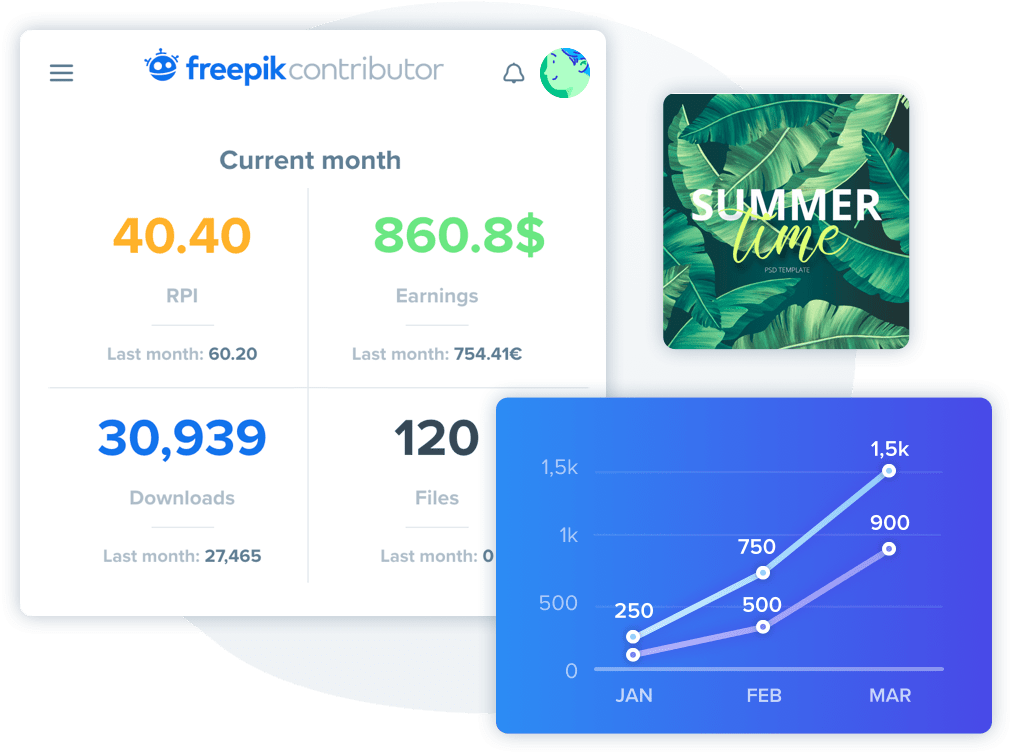 freepik contributor
Current month
40.40
RPI
Last month: 60.20
860.8$
Earnings
Last month: 754.41€
30,939
Downloads
Last month: 27,465
120
Files
Last month: 0
SUMMER
time
PSD TEMPLATE
1,5k
1k
500
0
250
750
1,5k
500
900
JAN FEB MAR